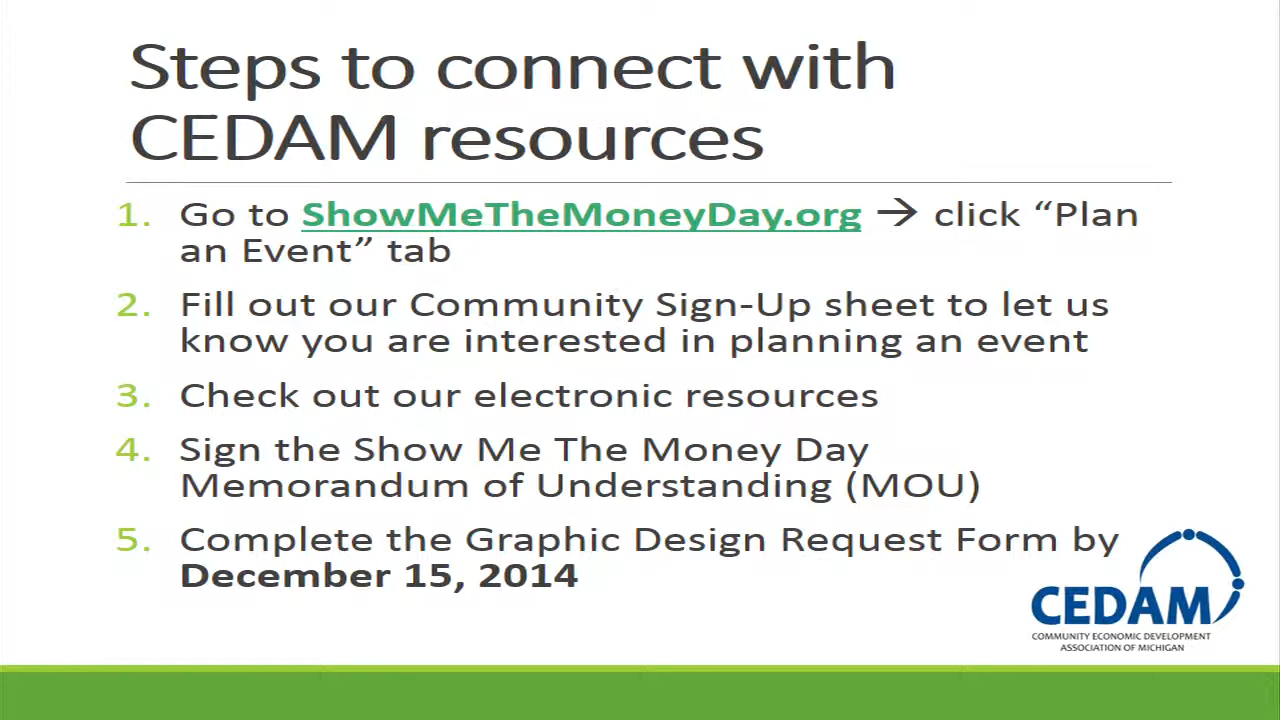 Steps to connect with
CEDAM resources
1. Go to ShowMeTheMoneyDay.org → click “Plan
an Event” tab
2. Fill out our Community Sign-Up sheet to let us
know you are interested in planning an event
3. Check out our electronic resources
4. Sign the Show Me The Money Day
Memorandum of Understanding (MOU)
5. Complete the Graphic Design Request Form by
December 15, 2014
CEDAM
COMMUNITY ECONOMIC DEVELOPMENT
ASSOCIATION OF MICHIGAN